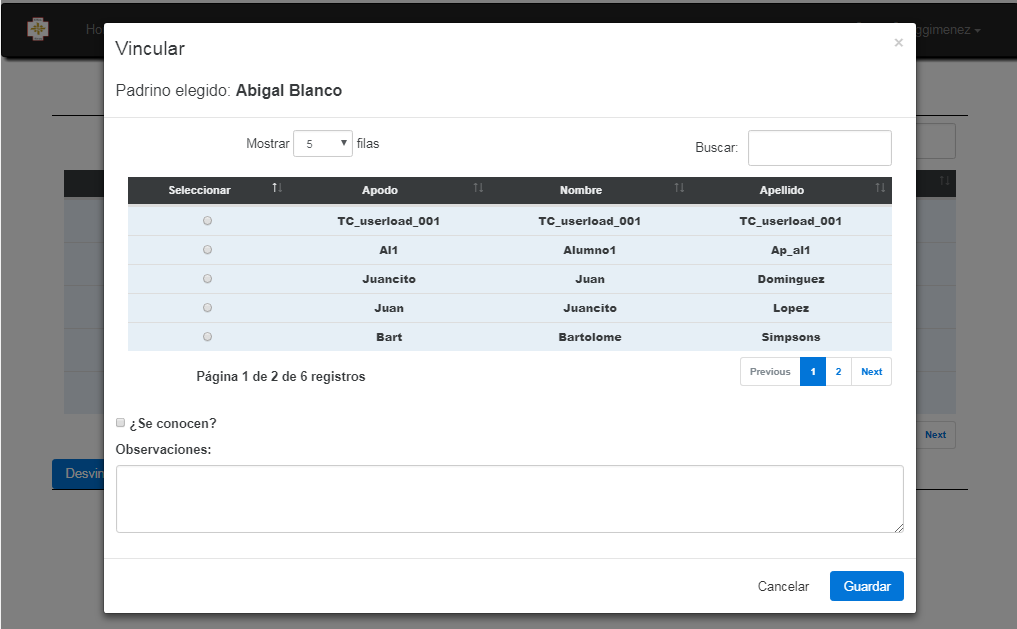 Vincular ×
ggimenez
Padrino elegido: Abigal Blanco
Mostrar 5 filas
Buscar:
Seleccionar Apodo Nombre Apellido
TC_userload_001 TC_userload_001 TC_userload_001
Al1 Alumno1 Ap_al1
Juancito Juan Dominguez
Juan Juancito Lopez
Bart Bartolome Simpsons
Página 1 de 2 de 6 registros
Previous 1 2 Next
¿Se conocen?
Next
Observaciones:
Desvin
Cancelar Guardar